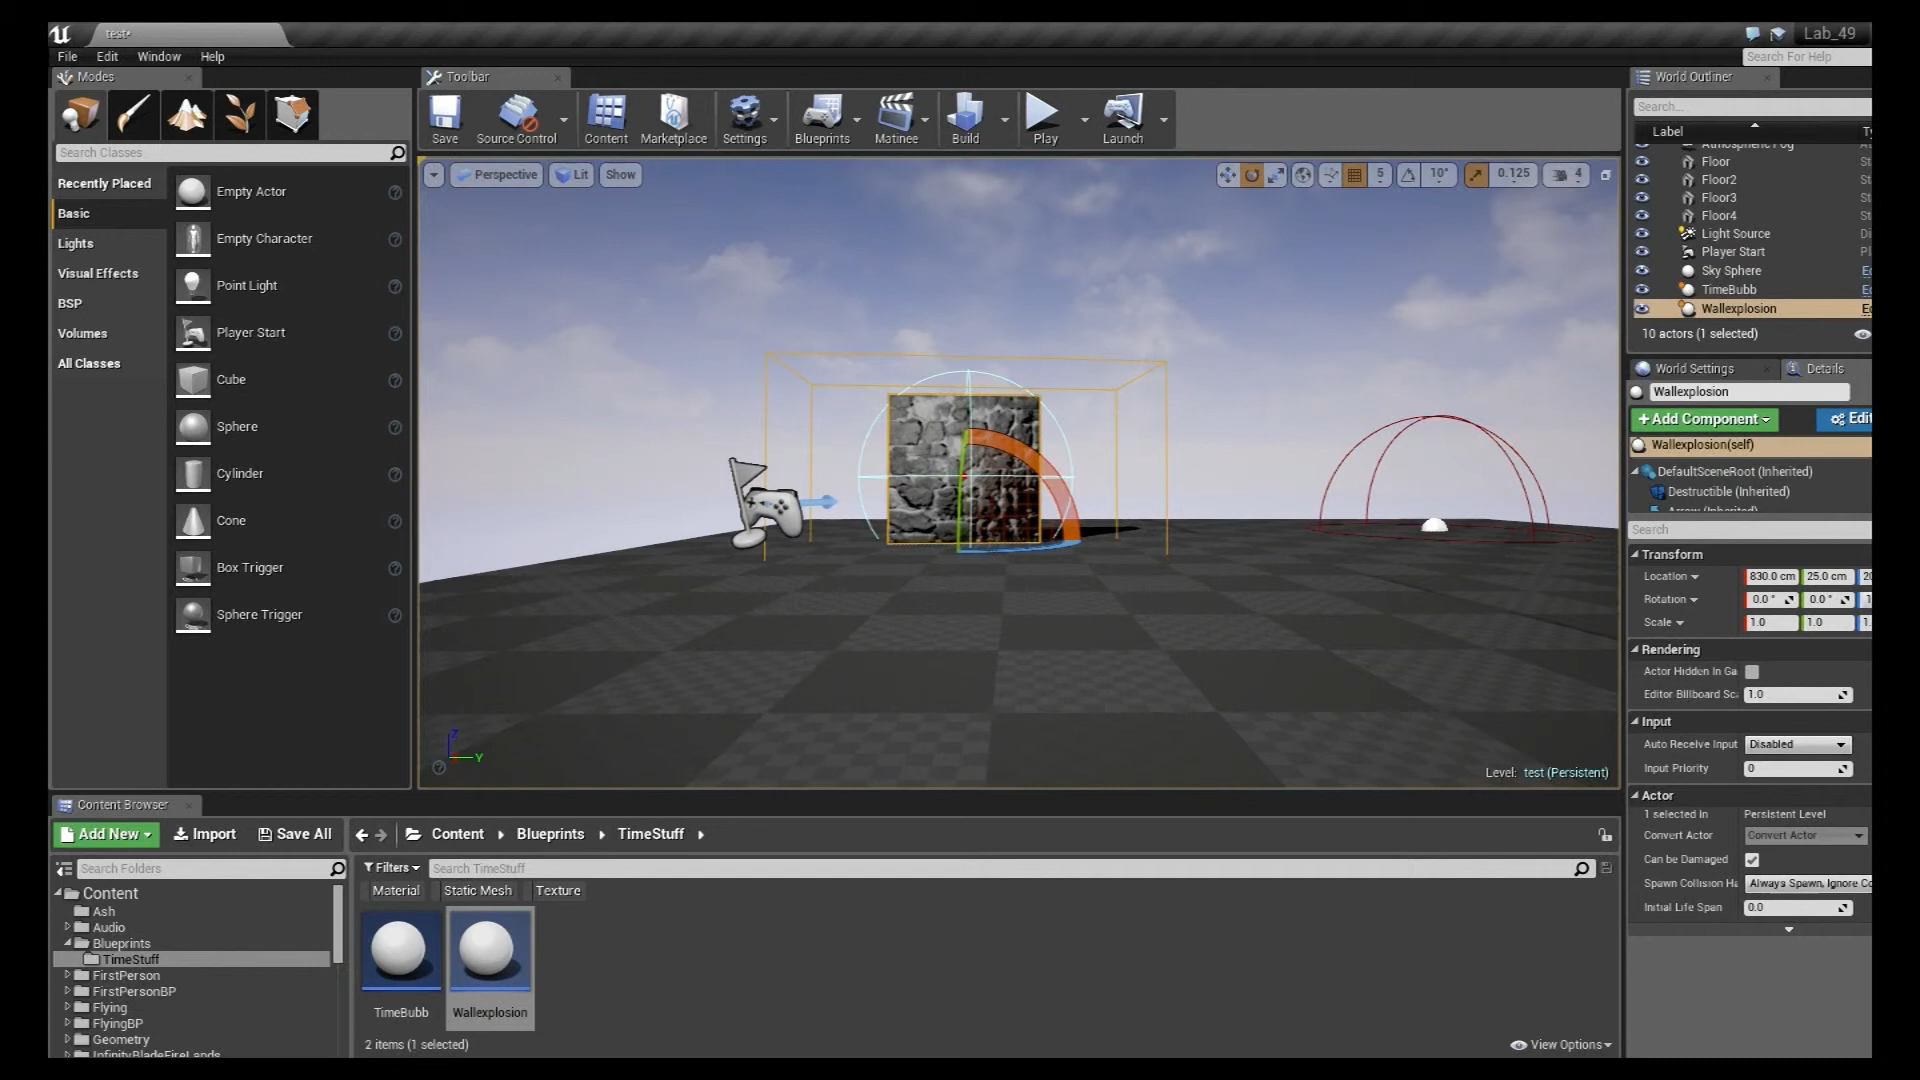 test*
Lab_49
File Edit Window Help
Search For Help
Modes
Toolbar
World Outliner
Save
Source Control
Content
Marketplace
Settings
Blueprints
Matinee
Build
Play
Launch
Search...
Label
Search Classes
Recently Placed
Basic
Lights
Visual Effects
BSP
Volumes
All Classes
Empty Actor
Empty Character
Point Light
Player Start
Cube
Sphere
Cylinder
Cone
Box Trigger
Sphere Trigger
Perspective
Lit
Show
5
10°
0.125
4
Z
Y
Level: test (Persistent)
Atmospheric Fog
Floor
Floor2
Floor3
Floor4
Light Source
Player Start
Sky Sphere
TimeBubb
Wallexplosion
10 actors (1 selected)
World Settings
Details
Wallexplosion
+Add Component
Edit
Wallexplosion(self)
DefaultSceneRoot (Inherited)
Destructible (Inherited)
Arrow (Inherited)
Search
Transform
Location 830.0 cm 25.0 cm 20
Rotation 0.0 ° 0.0 ° 1
Scale 1.0 1.0 1.
Rendering
Actor Hidden In Ga
Editor Billboard Sc 1.0
Input
Auto Receive Input Disabled
Input Priority 0
Actor
1 selected in Persistent Level
Convert Actor Convert Actor
Can be Damaged
Spawn Collision Ha Always Spawn, Ignore Co
Initial Life Span 0.0
Content Browser
Add New
Import
Save All
Content
Blueprints
TimeStuff
Search Folders
Filters
Search TimeStuff
Material
Static Mesh
Texture
Content
Ash
Audio
Blueprints
TimeStuff
FirstPerson
FirstPersonBP
Flying
FlyingBP
Geometry
InfinityBladeFireLands
TimeBubb
Wallexplosion
2 items (1 selected)
View Options